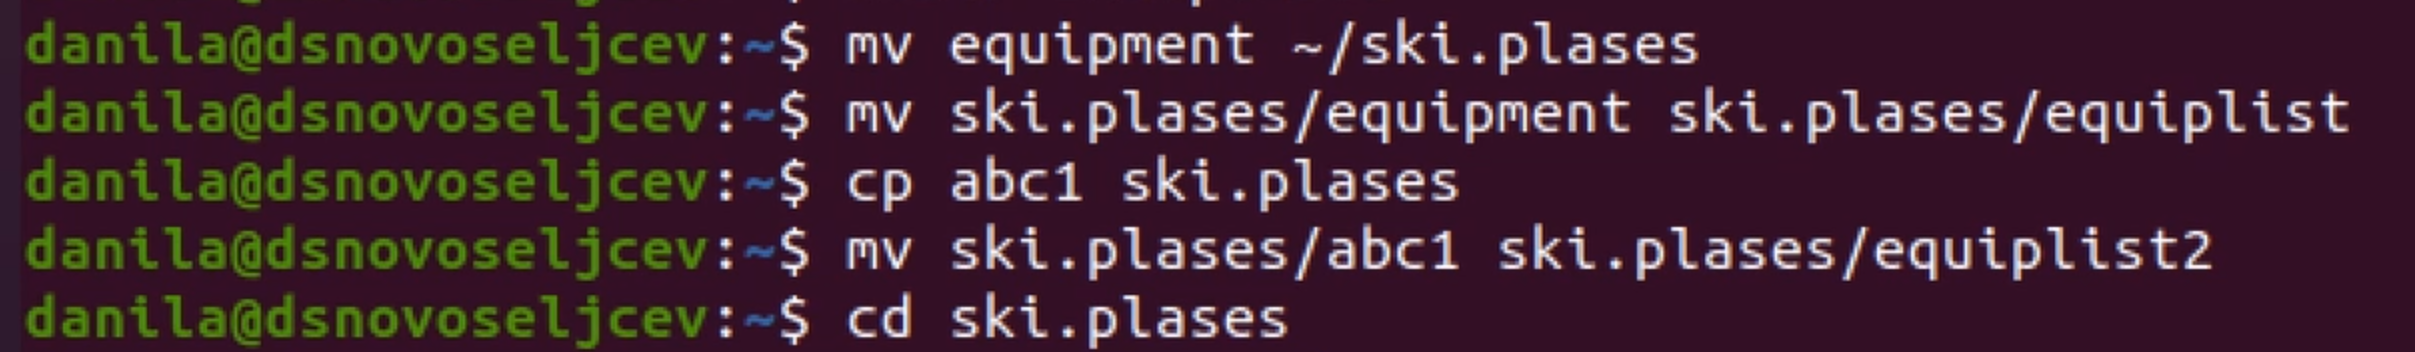 danila@dsnovoseljcev:~$ mv equipment ~/ski.plases
danila@dsnovoseljcev:~$ mv ski.plases/equipment ski.plases/equiplist
danila@dsnovoseljcev:~$ cp abc1 ski.plases
danila@dsnovoseljcev:~$ mv ski.plases/abc1 ski.plases/equiplist2
danila@dsnovoseljcev:~$ cd ski.plases